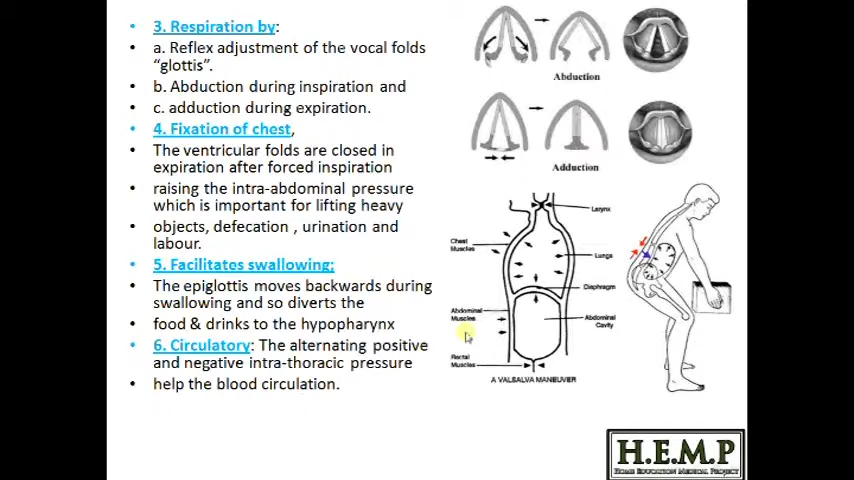 3. Respiration by:
a. Reflex adjustment of the vocal folds
"glottis".
b. Abduction during inspiration and
c. adduction during expiration.
4. Fixation of chest,
The ventricular folds are closed in
expiration after forced inspiration
raising the intra-abdominal pressure
which is important for lifting heavy
objects, defecation , urination and
labour.
5. Facilitates swallowing;
The epiglottis moves backwards during
swallowing and so diverts the
food & drinks to the hypopharynx
6. Circulatory: The alternating positive
and negative intra-thoracic pressure
help the blood circulation.
Abduction
Adduction
Larynx
Chest
Muscles
Lungs
Diaphragm
Abdominal
Muscles
Abdominal
Cavity
Rectal
Muscles
A VALSALVA MANEUVER
H.E.M.P
HOME EDUCATION MEDICAL PROJECT